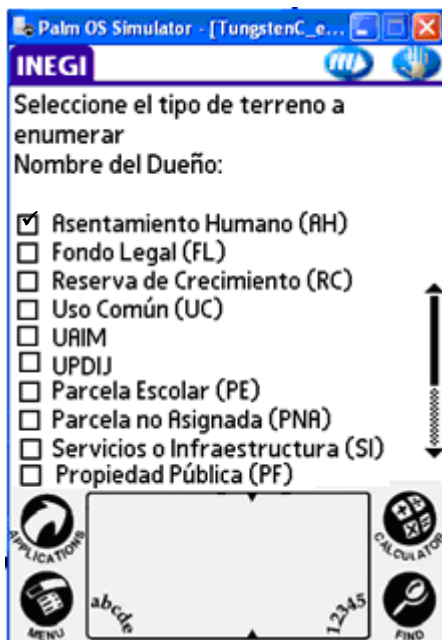 Palm OS Simulator - [TungstenC_e...
INEGI
Seleccione el tipo de terreno a
enumerar
Nombre del Dueño:
Asentamiento Humano (AH)
Fondo Legal (FL)
Reserva de Crecimiento (RC)
Uso Común (UC)
UAIM
UPDIJ
Parcela Escolar (PE)
Parcela no Asignada (PNA)
Servicios o Infraestructura (SI)
Propiedad Pública (PF)
APPLICATIONS
CALCULATOR
abcde
12345
MENU
FIND